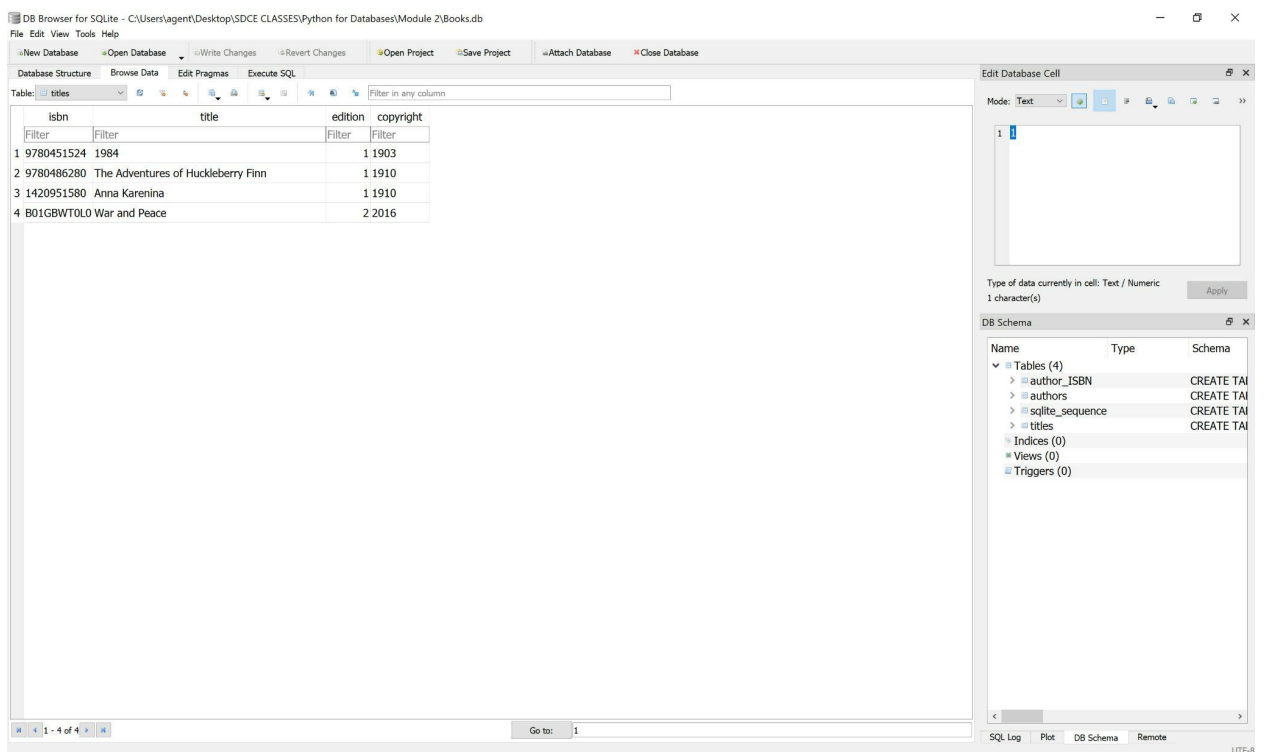 DB Browser for SQLite - C:\Users\agent\Desktop\SDCE CLASSES\Python for Databases\Module 2\Books.db
File Edit View Tools Help
New Database Open Database Write Changes Revert Changes Open Project Save Project Attach Database Close Database
Database Structure Browse Data Edit Pragmas Execute SQL
Table: titles Filter in any column
isbn title edition copyright
Filter Filter Filter Filter
1 9780451524 1984 1 1903
2 9780486280 The Adventures of Huckleberry Finn 1 1910
3 1420951580 Anna Karenina 1 1910
4 B01GBWT0L0 War and Peace 2 2016
1 - 4 of 4
Go to: 1
Edit Database Cell
Mode: Text
1 1
Type of data currently in cell: Text / Numeric
1 character(s)
Apply
DB Schema
Name Type Schema
Tables (4)
author_ISBN CREATE TA
authors CREATE TA
sqlite_sequence CREATE TA
titles CREATE TA
Indices (0)
Views (0)
Triggers (0)
SQL Log Plot DB Schema Remote
UTF-8